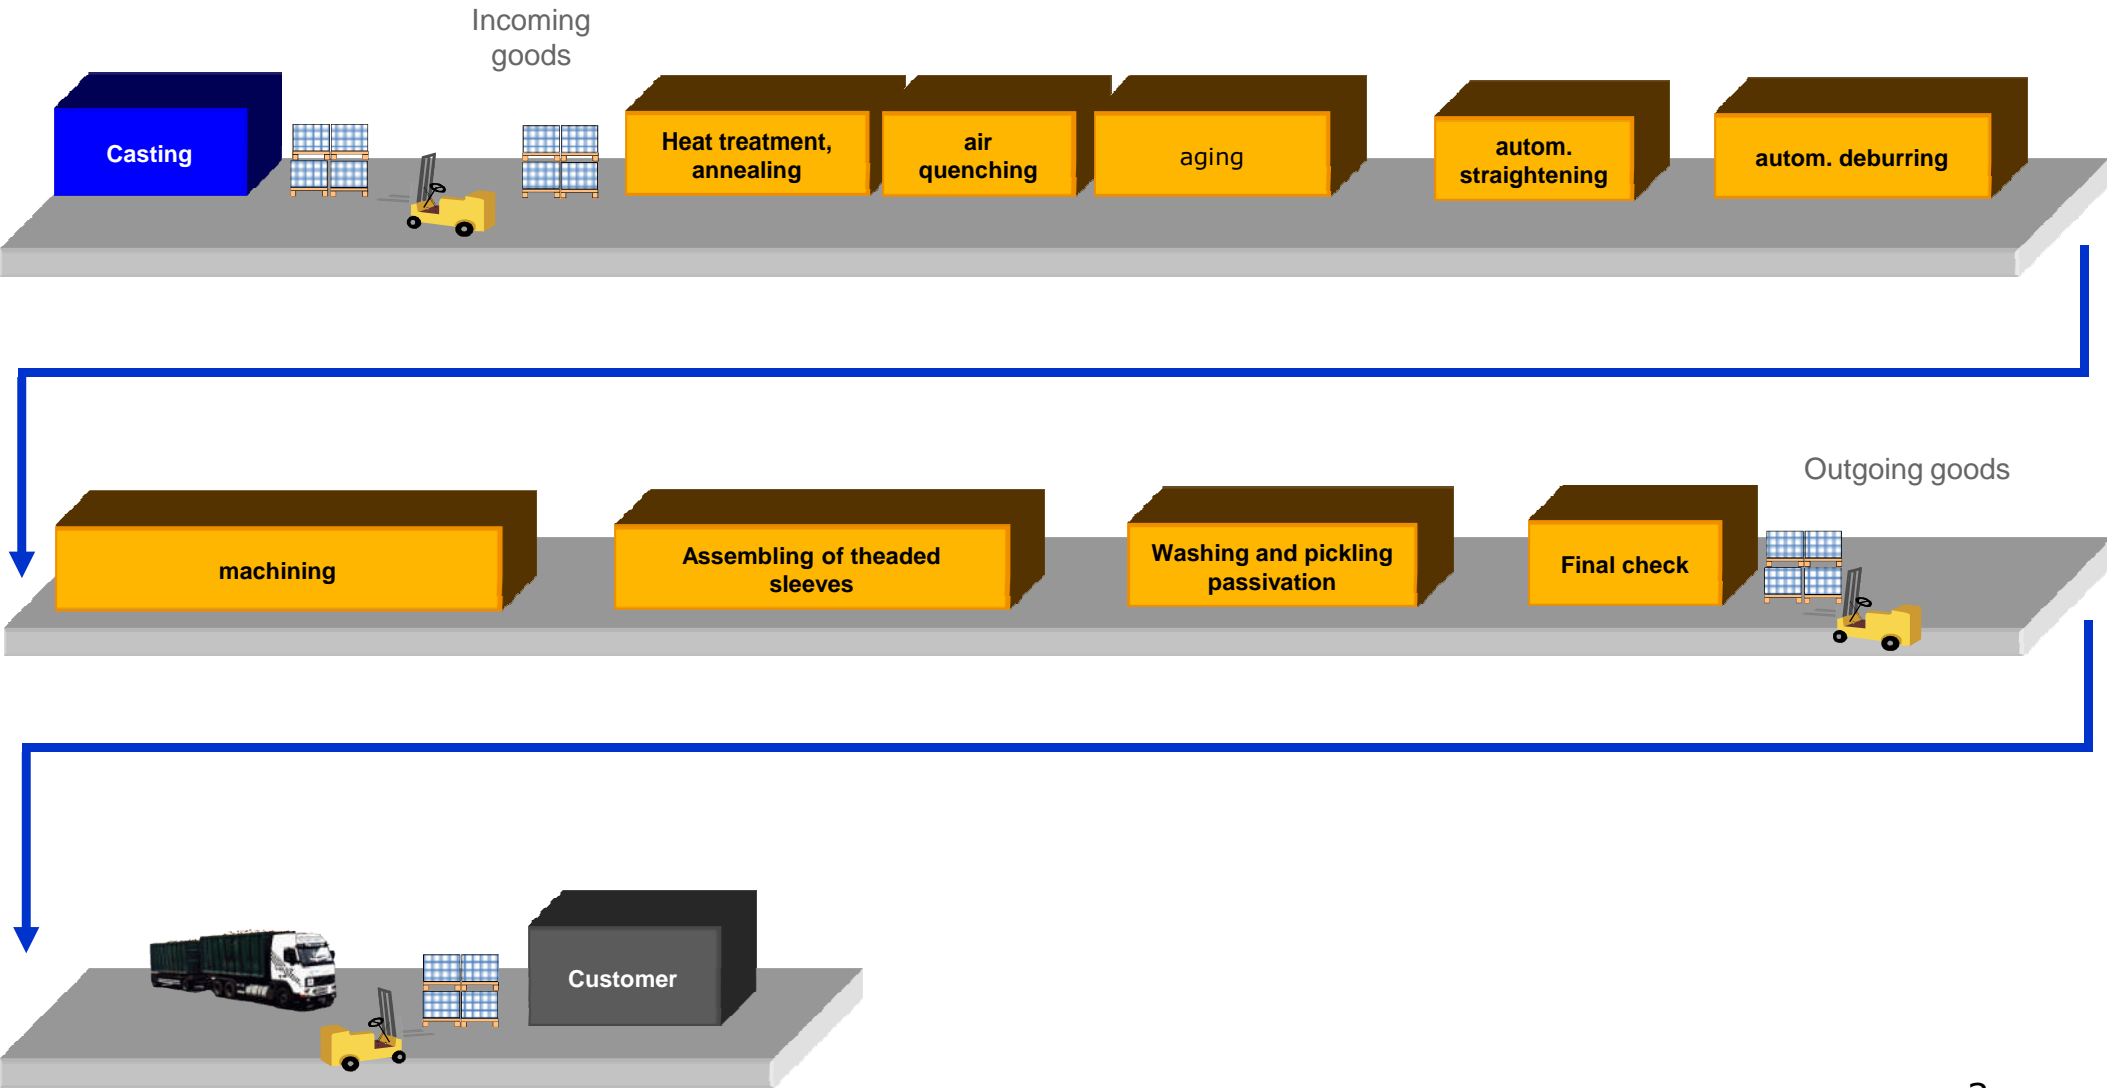 Incoming
goods
Casting
Heat treatment,
annealing
air
quenching
aging
autom.
straightening
autom. deburring
Outgoing goods
machining
Assembling of theaded
sleeves
Washing and pickling
passivation
Final check
Customer